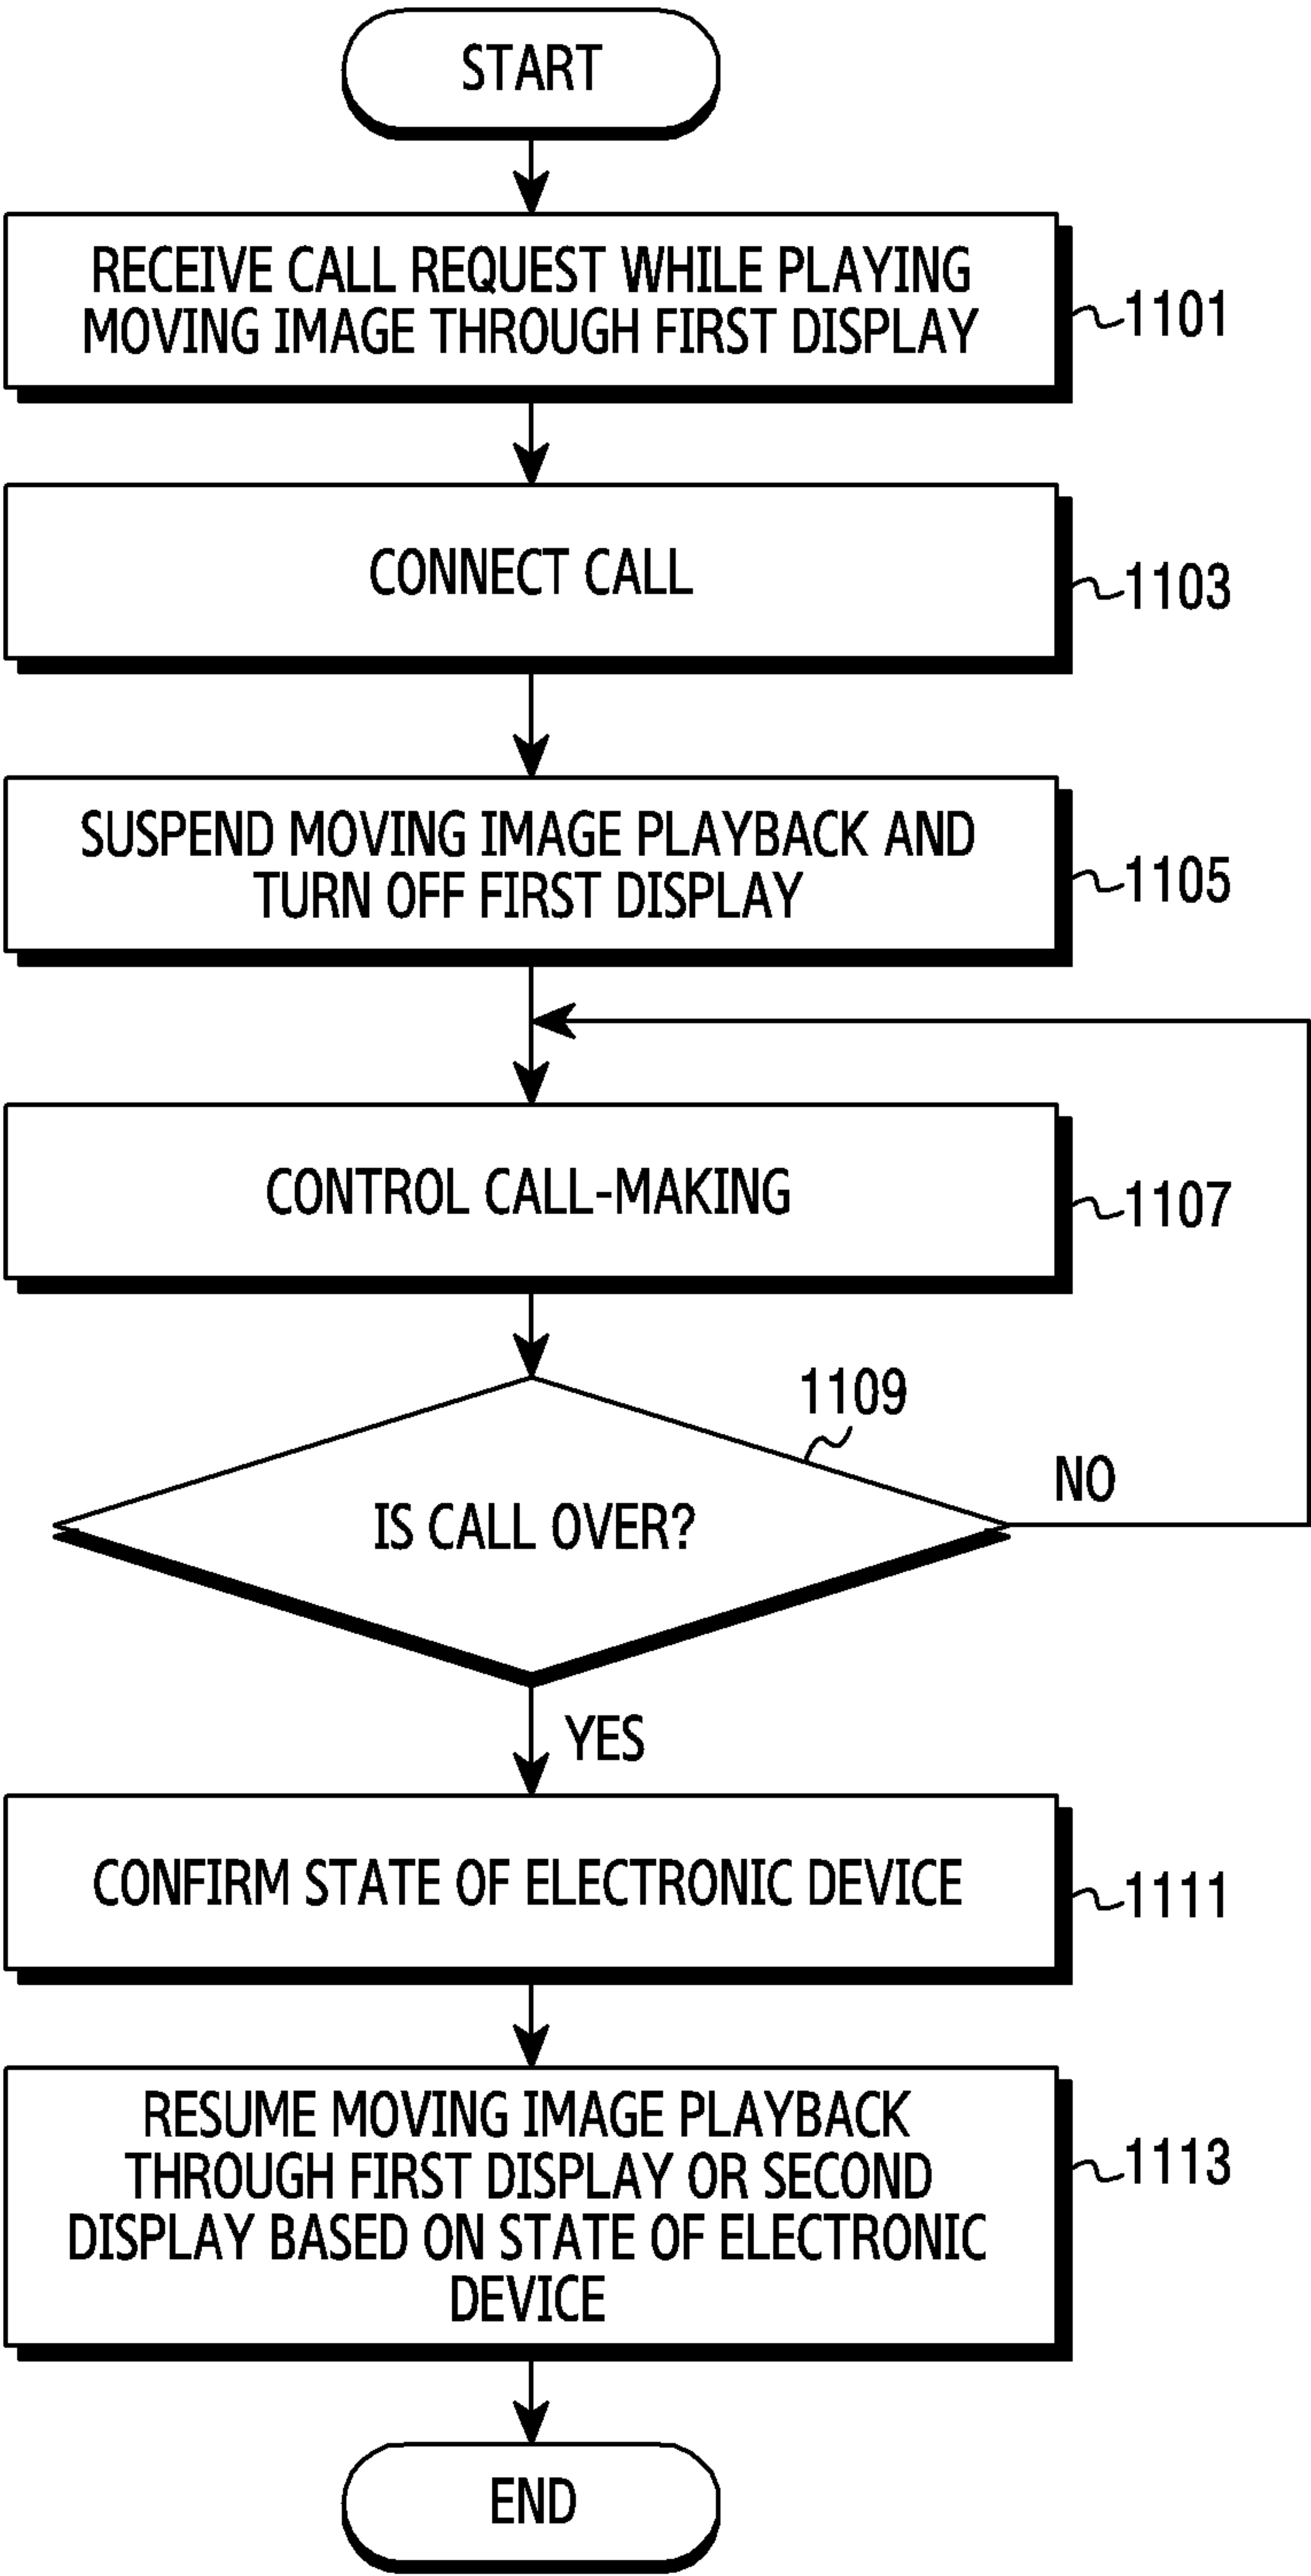 START
RECEIVE CALL REQUEST WHILE PLAYING
MOVING IMAGE THROUGH FIRST DISPLAY
1101
CONNECT CALL
1103
SUSPEND MOVING IMAGE PLAYBACK AND
TURN OFF FIRST DISPLAY
1105
CONTROL CALL-MAKING
1107
1109
IS CALL OVER?
NO
YES
CONFIRM STATE OF ELECTRONIC DEVICE
1111
RESUME MOVING IMAGE PLAYBACK
THROUGH FIRST DISPLAY OR SECOND
DISPLAY BASED ON STATE OF ELECTRONIC
DEVICE
1113
END